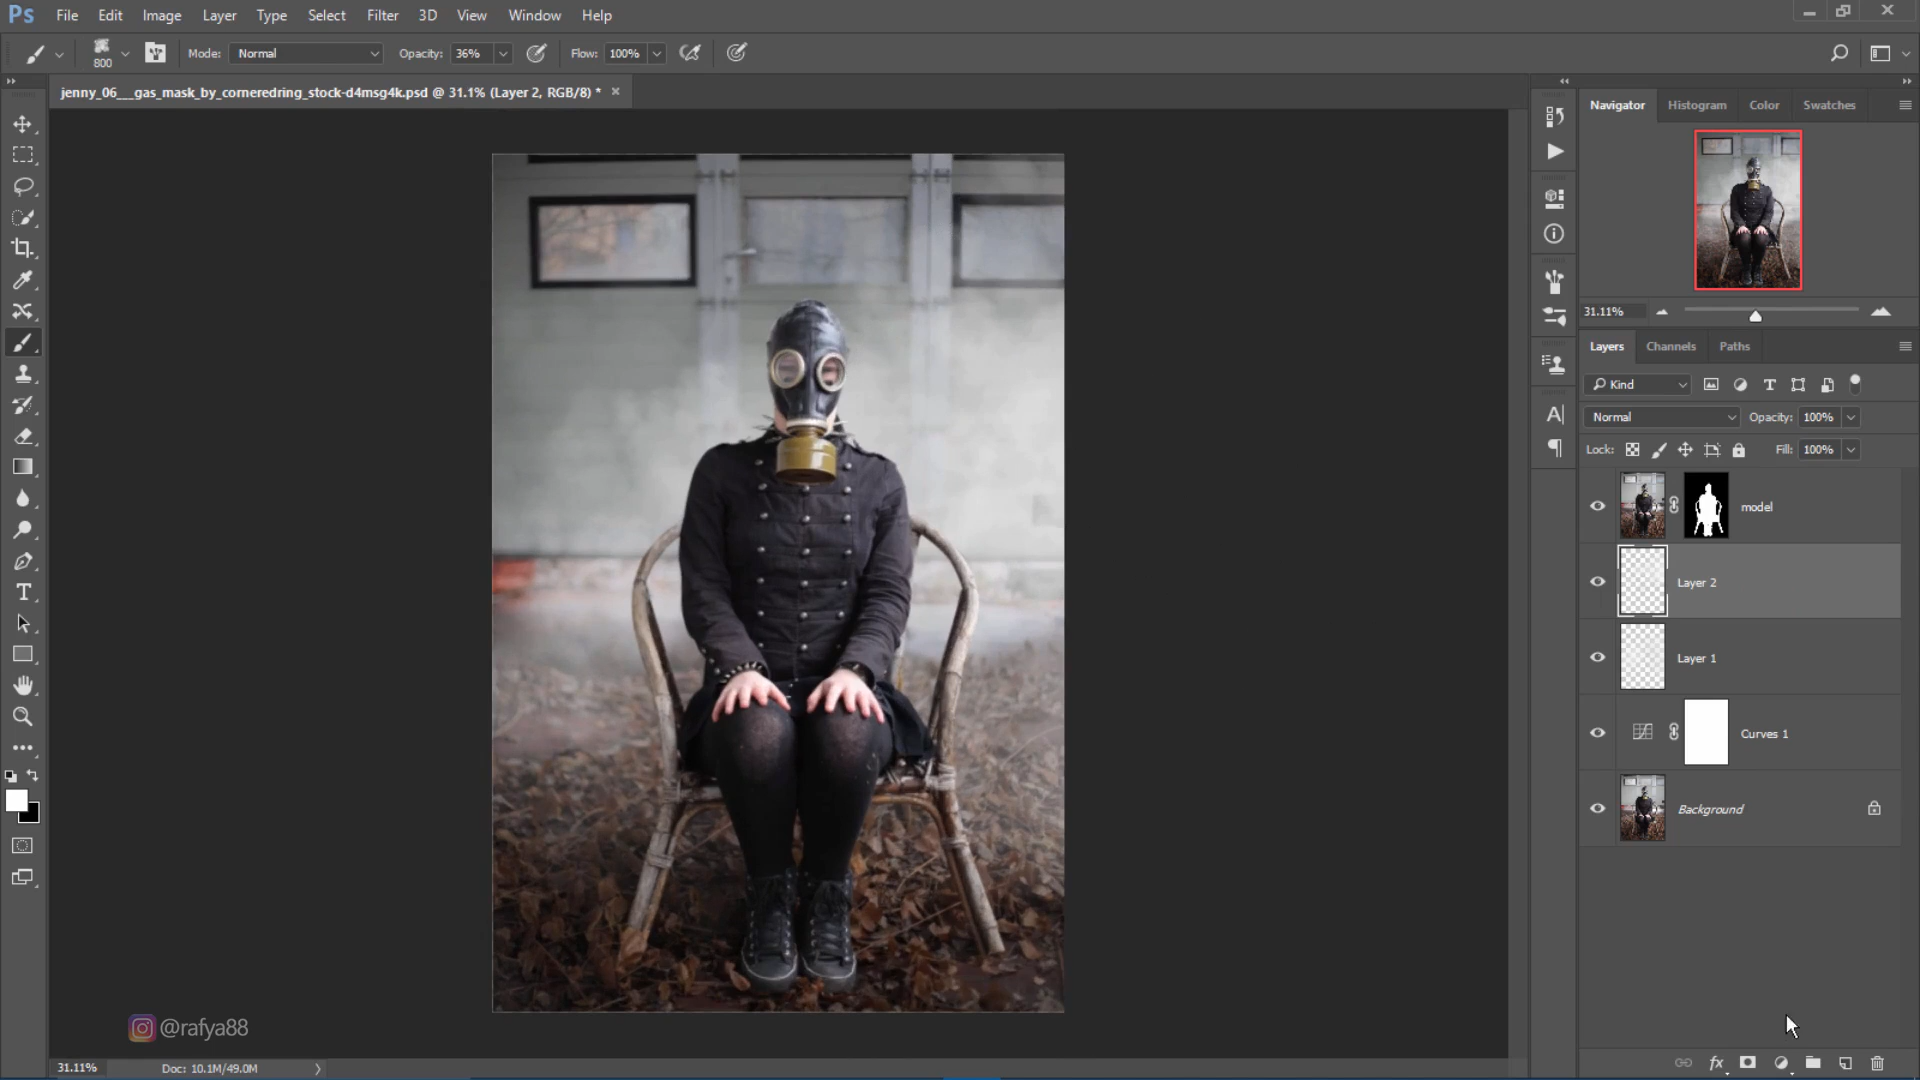 Ps File Edit Image Layer Type Select Filter 3D View Window Help
800 Mode: Normal Opacity: 36% Flow: 100%
jenny_06___gas_mask_by_corneredring_stock-d4msg4k.psd @ 31.1% (Layer 2, RGB/8) *
Navigator Histogram Color Swatches
31.11%
Layers Channels Paths
Kind
Normal Opacity: 100%
Lock: Fill: 100%
model
Layer 2
Layer 1
Curves 1
Background
@rafya88
fx
31.11% Doc: 10.1M/49.0M